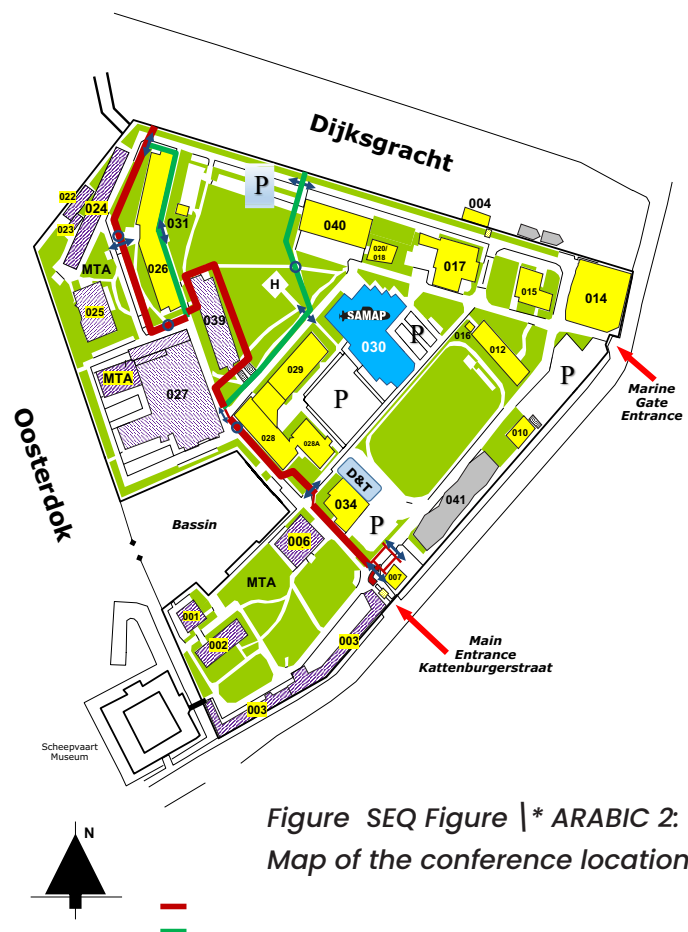 Dijksgracht
004
P
022
024
040
031
023
020/
018
017
MTA
026
015
014
H
SAMAP
025
039
030
P
016
012
029
MTA
027
P
P
Marine
Gate
Entrance
Oosterdok
028
028A
010
D&T
041
034
Bassin
P
006
MTA
007
001
002
003
Main
Entrance
Kattenburgerstraat
003
Scheepvaart
Museum
Figure SEQ Figure \* ARABIC 2:
Map of the conference location
N